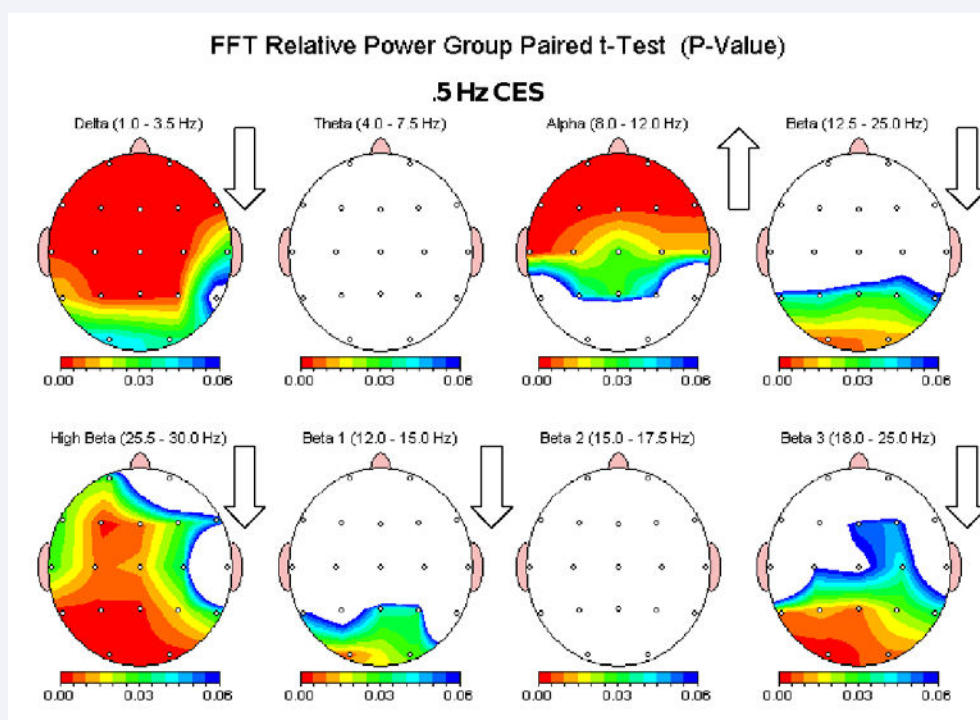 FFT Relative Power Group Paired t-Test (P-Value)
.5 Hz CES
Delta (1.0 - 3.5 Hz) Theta (4.0 - 7.5 Hz) Alpha (8.0 - 12.0 Hz) Beta (12.5 - 25.0 Hz)
0.00 0.03 0.06 0.00 0.03 0.06 0.00 0.03 0.06 0.00 0.03 0.06
High Beta (25.5 - 30.0 Hz) Beta 1 (12.0 - 15.0 Hz) Beta 2 (15.0 - 17.5 Hz) Beta 3 (18.0 - 25.0 Hz)
0.00 0.03 0.06 0.00 0.03 0.06 0.00 0.03 0.06 0.00 0.03 0.06